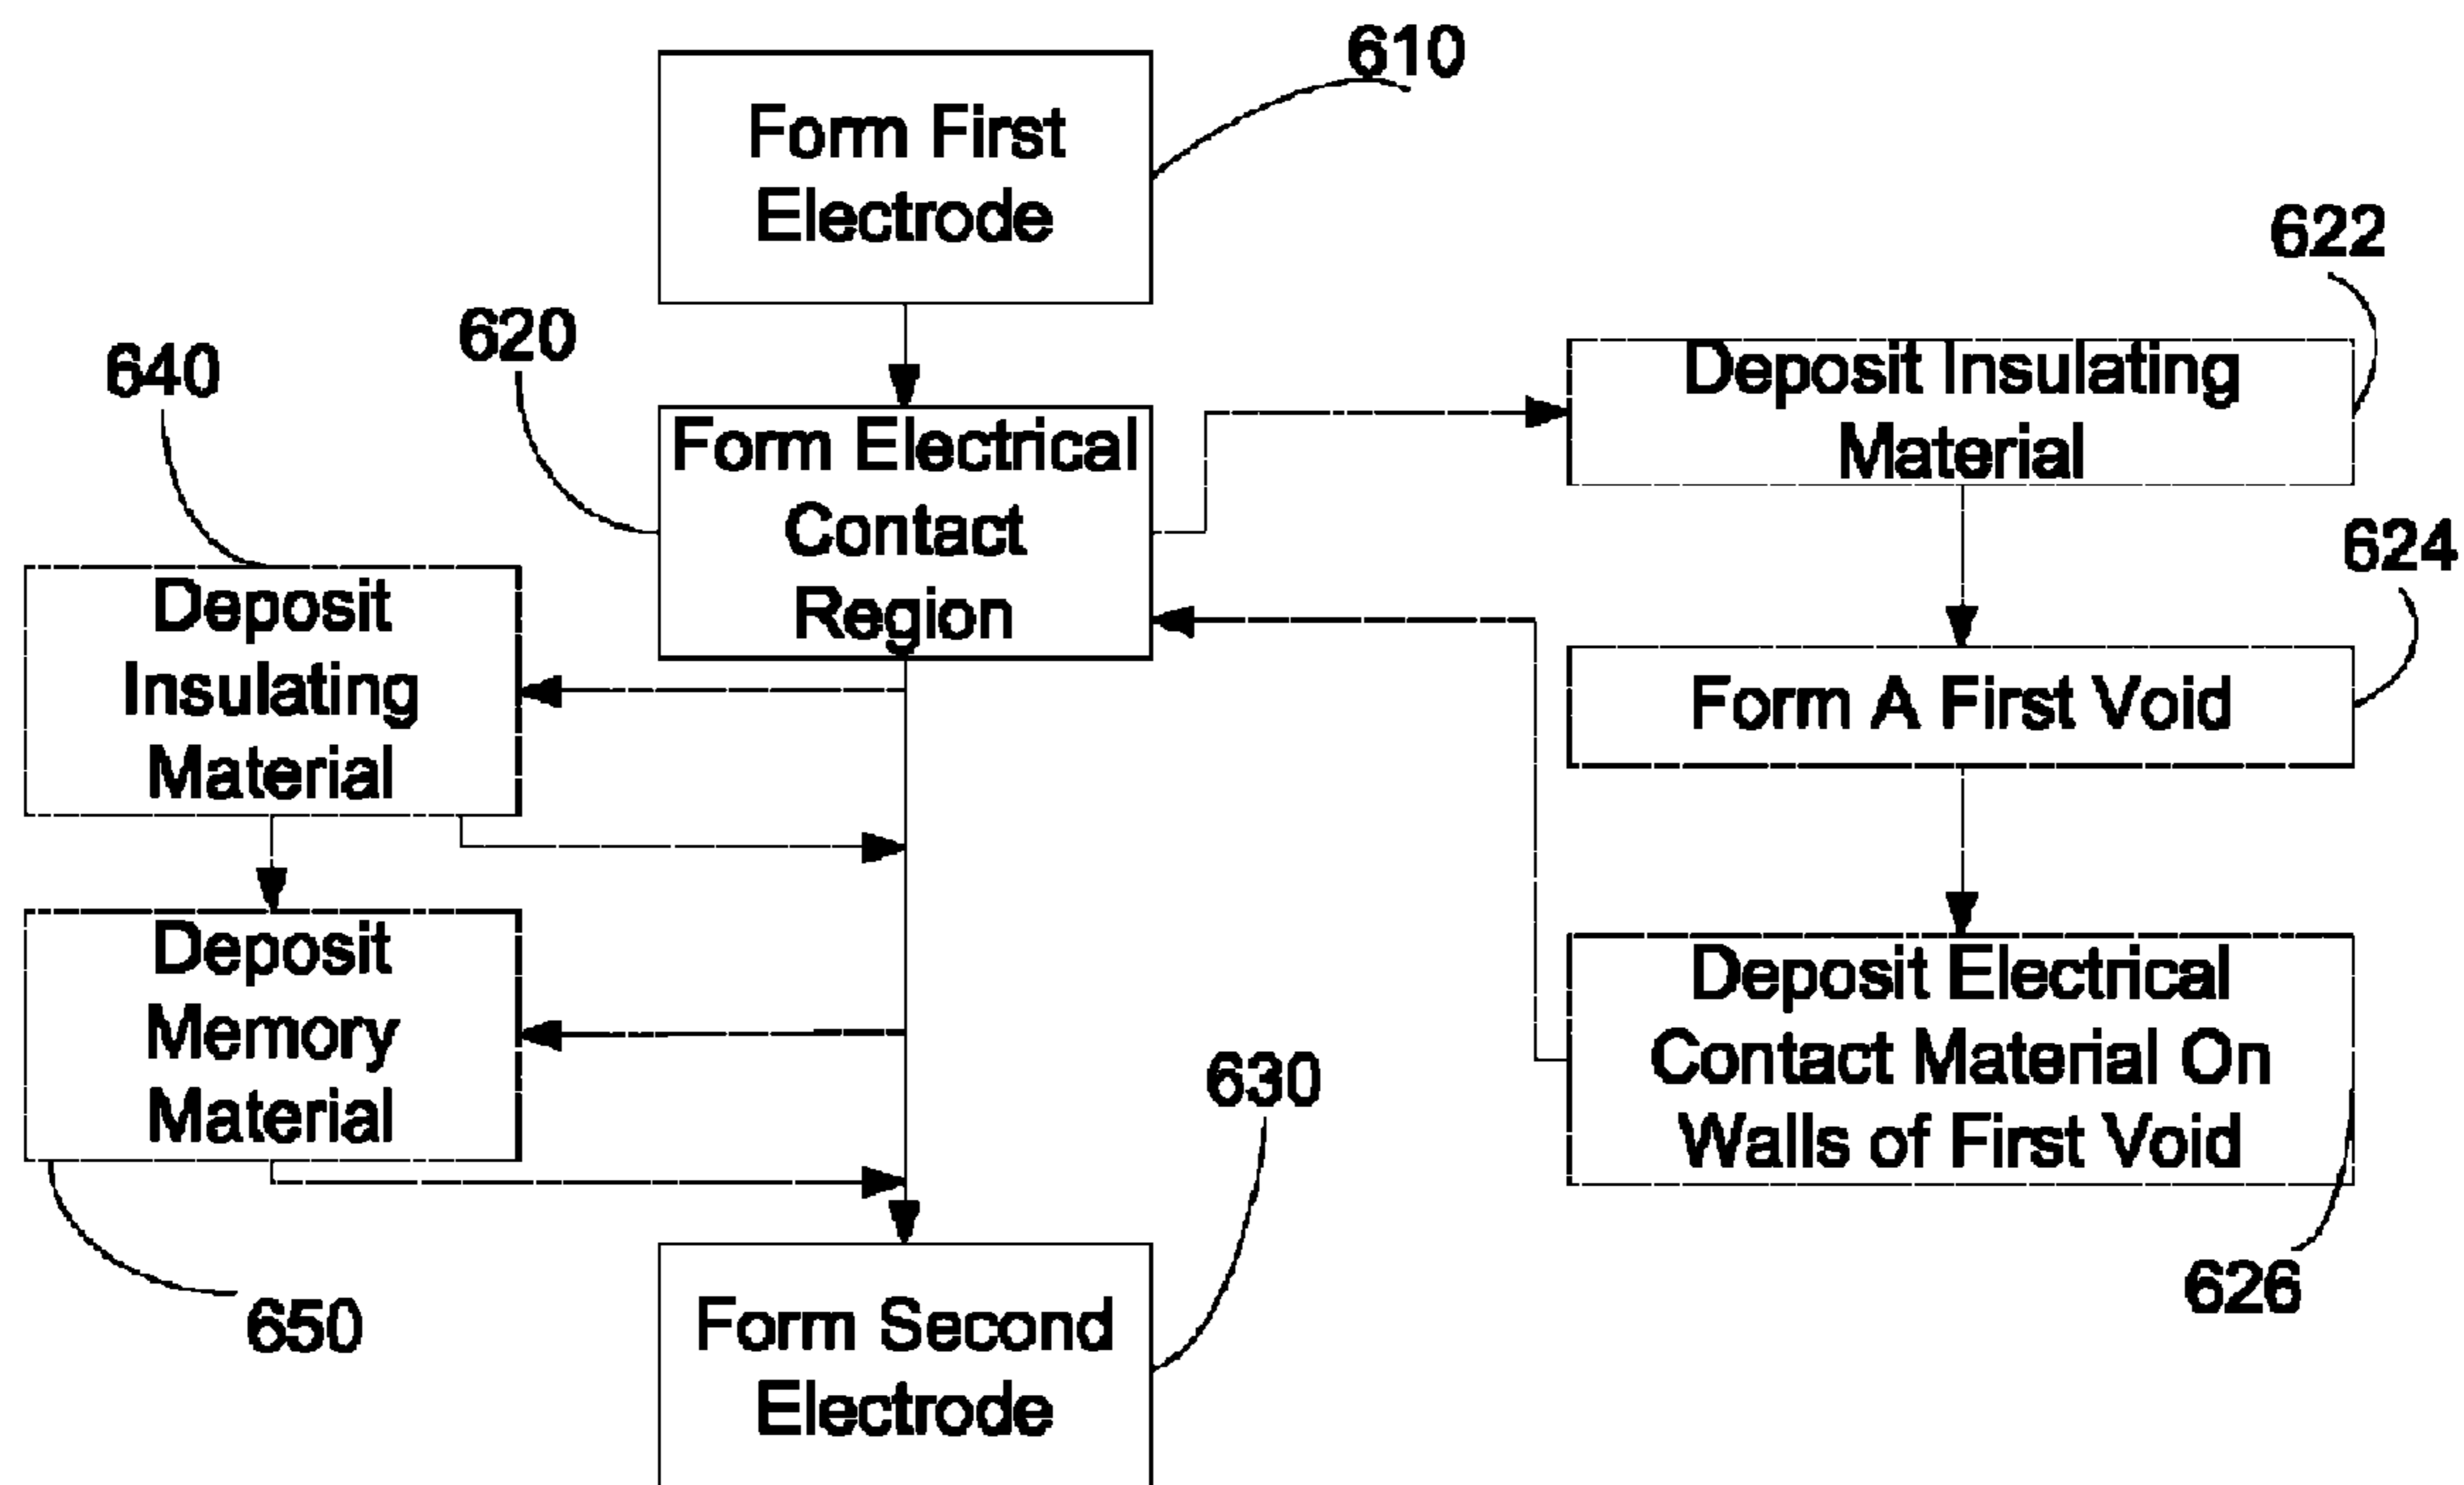 610
Form First
Electrode
622
620
640
Deposit Insulating
Material
Form Electrical
Contact
Region
624
Deposit
Insulating
Material
Form A First Void
Deposit
Memory
Material
Deposit Electrical
Contact Material On
Walls of First Void
630
626
650
Form Second
Electrode